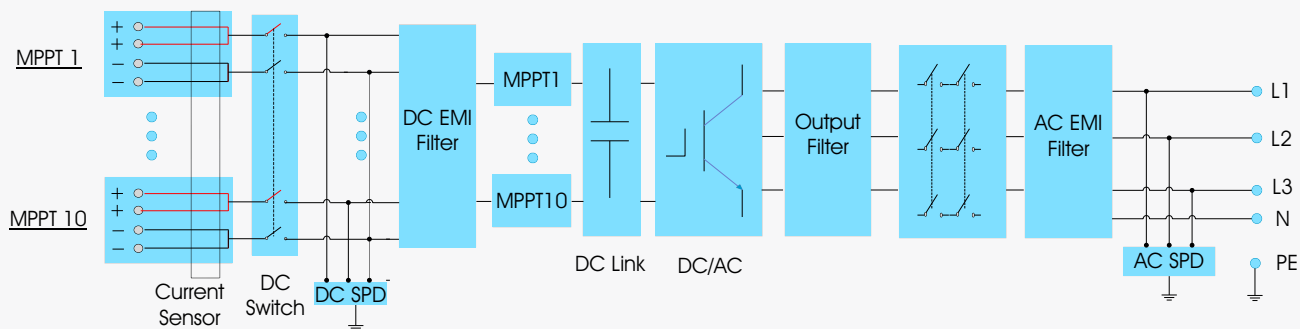 MPPT 1
+
+
−
−
MPPT 10
+
+
−
−
Current
Sensor
DC
Switch
DC SPD
DC EMI
Filter
MPPT1
MPPT10
DC Link
DC/AC
Output
Filter
AC EMI
Filter
AC SPD
L1
L2
L3
N
PE